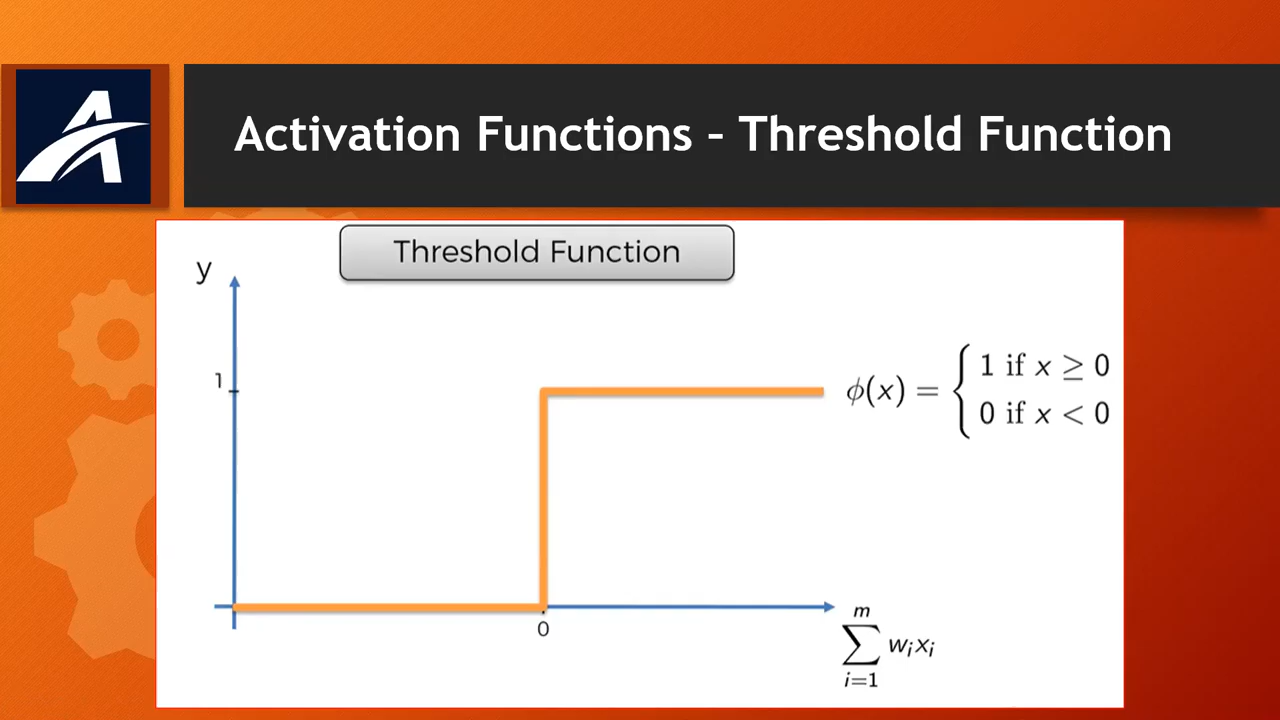 Activation Functions – Threshold Function
Threshold Function
y
1
ϕ(x) = { 1 if x ≥ 0
0 if x < 0
0
m
∑ wᵢxᵢ
i=1